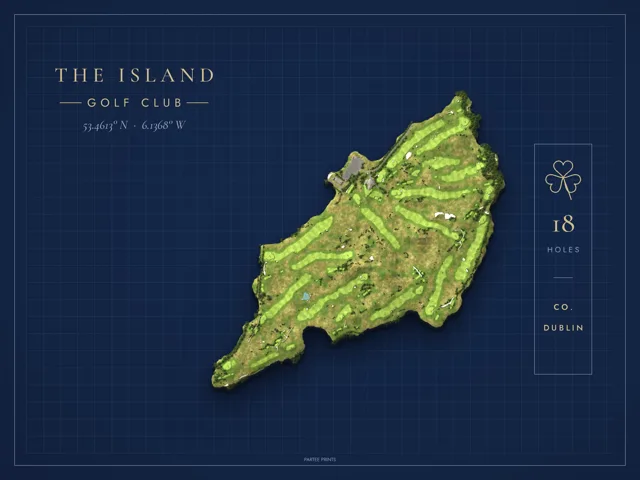 THE ISLAND
GOLF CLUB
53.4613° N · 6.1368° W
18
HOLES
CO.
DUBLIN
PARTEE PRINTS